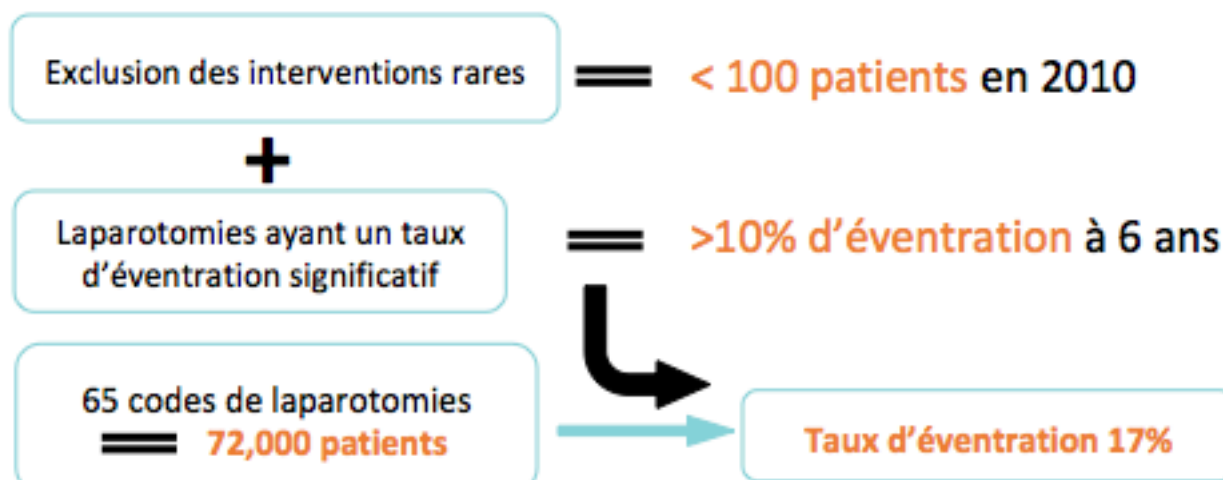 Exclusion des interventions rares
< 100 patients en 2010
+
Laparotomies ayant un taux
d'éventration significatif
>10% d'éventration à 6 ans
65 codes de laparotomies
= 72,000 patients
Taux d'éventration 17%